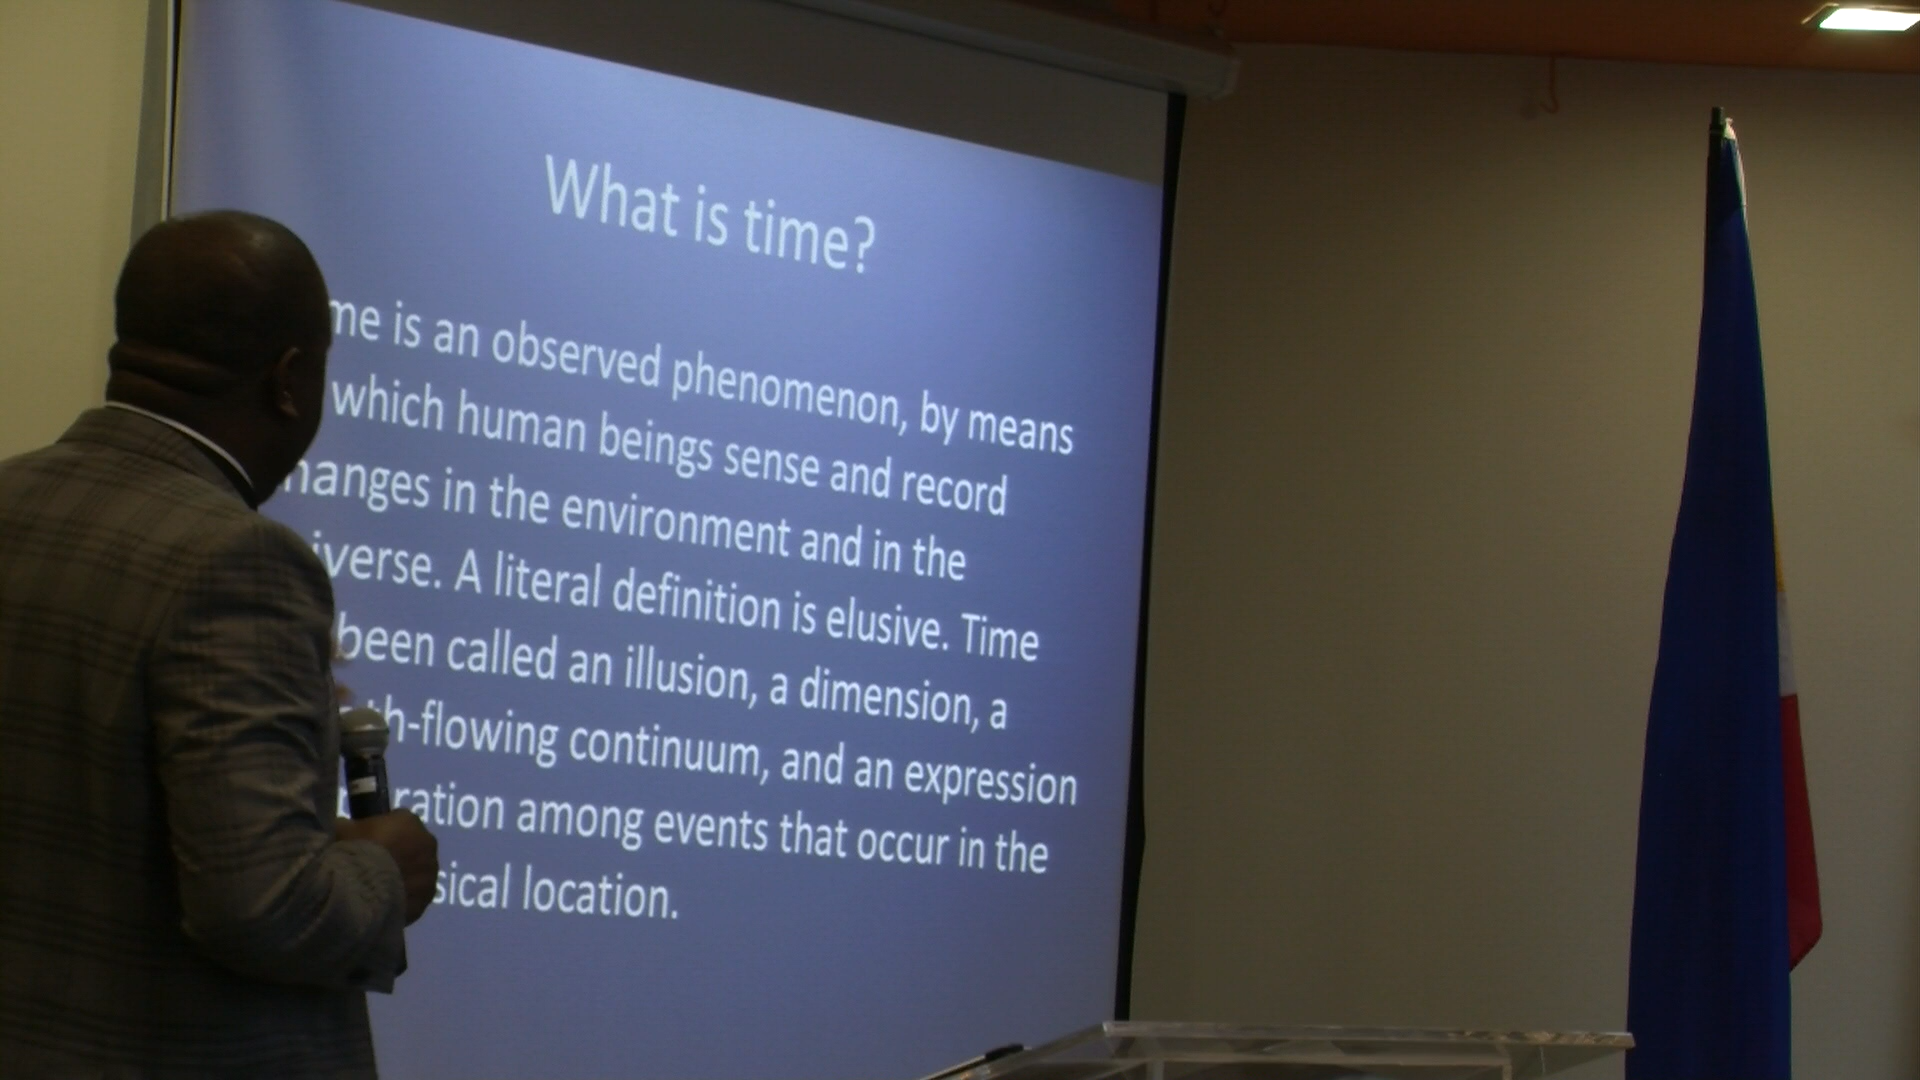 What is time?
me is an observed phenomenon, by means
which human beings sense and record
hanges in the environment and in the
iverse. A literal definition is elusive. Time
been called an illusion, a dimension, a
th-flowing continuum, and an expression
ration among events that occur in the
sical location.